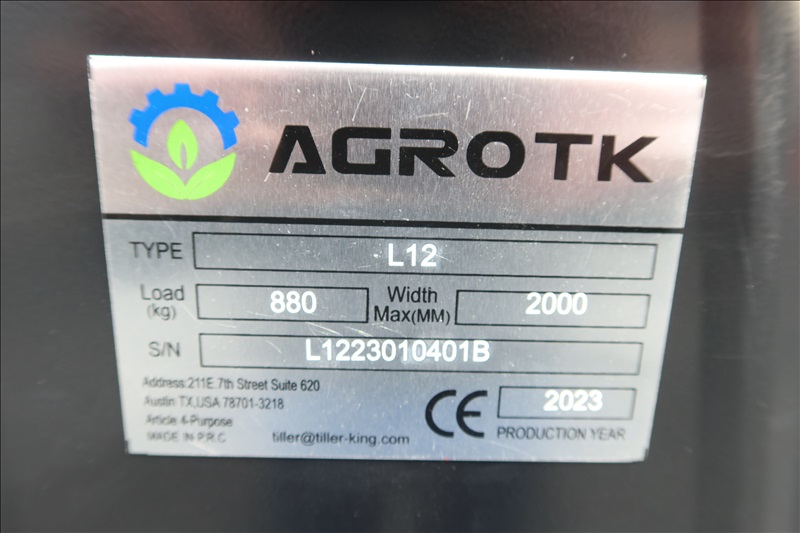 AGROTK
TYPE L12
Load (kg) 880 Width Max(MM) 2000
S/N L1223010401B
Address:211E.7th Street Suite 620
Austin TX,USA 78701-3218
Article 4-Purpose
MADE IN P.R.C tiller@tiller-king.com
CE 2023
PRODUCTION YEAR